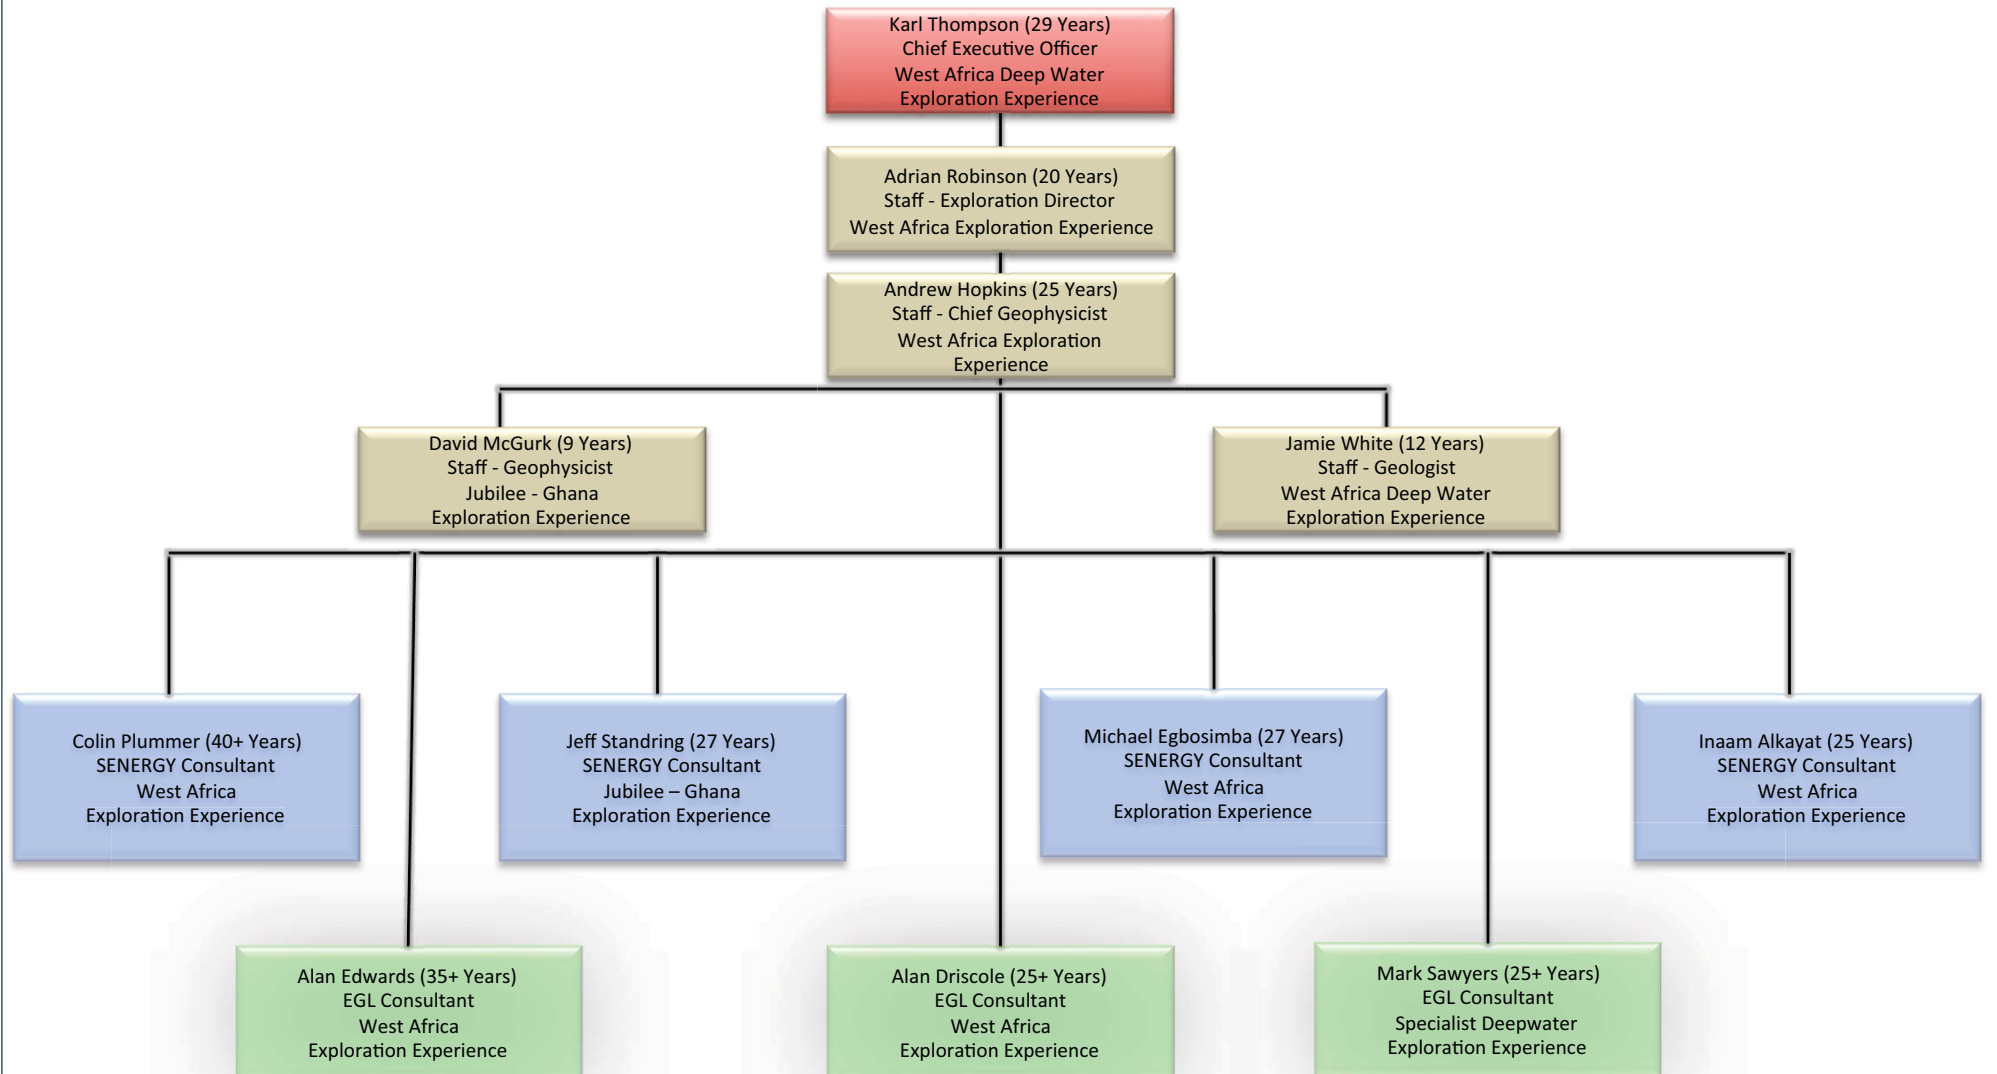 Karl Thompson (29 Years)
Chief Executive Officer
West Africa Deep Water
Exploration Experience
Adrian Robinson (20 Years)
Staff - Exploration Director
West Africa Exploration Experience
Andrew Hopkins (25 Years)
Staff - Chief Geophysicist
West Africa Exploration
Experience
David McGurk (9 Years)
Staff - Geophysicist
Jubilee - Ghana
Exploration Experience
Jamie White (12 Years)
Staff - Geologist
West Africa Deep Water
Exploration Experience
Colin Plummer (40+ Years)
SENERGY Consultant
West Africa
Exploration Experience
Jeff Standring (27 Years)
SENERGY Consultant
Jubilee – Ghana
Exploration Experience
Michael Egbosimba (27 Years)
SENERGY Consultant
West Africa
Exploration Experience
Inaam Alkayat (25 Years)
SENERGY Consultant
West Africa
Exploration Experience
Alan Edwards (35+ Years)
EGL Consultant
West Africa
Exploration Experience
Alan Driscole (25+ Years)
EGL Consultant
West Africa
Exploration Experience
Mark Sawyers (25+ Years)
EGL Consultant
Specialist Deepwater
Exploration Experience